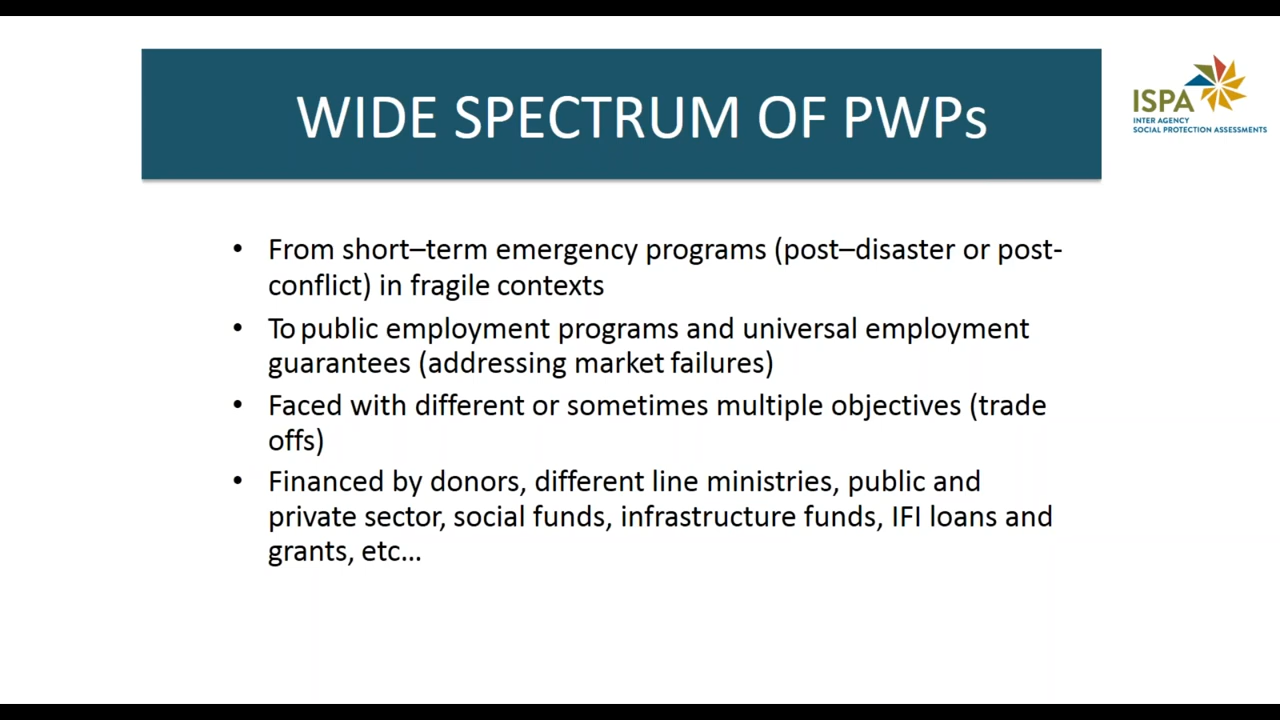 WIDE SPECTRUM OF PWPs
ISPA
INTER AGENCY
SOCIAL PROTECTION ASSESSMENTS
• From short–term emergency programs (post–disaster or post-
conflict) in fragile contexts
• To public employment programs and universal employment
guarantees (addressing market failures)
• Faced with different or sometimes multiple objectives (trade
offs)
• Financed by donors, different line ministries, public and
private sector, social funds, infrastructure funds, IFI loans and
grants, etc...